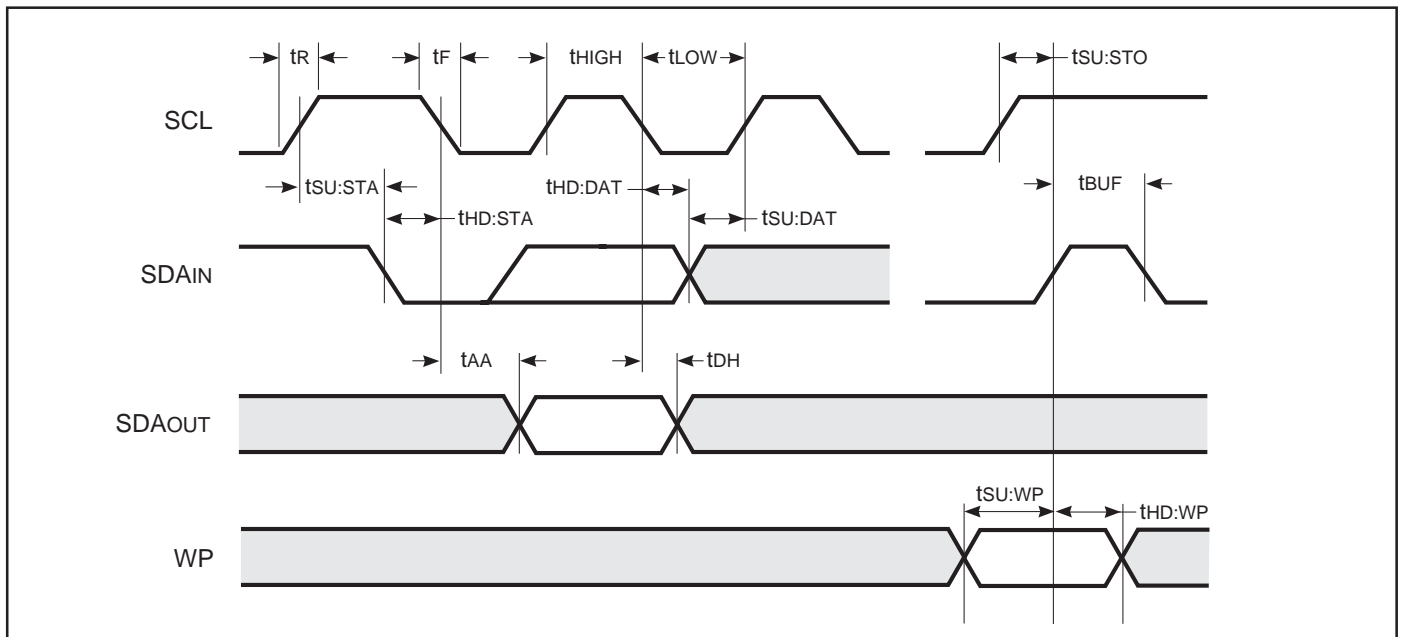 tR tF tHIGH tLOW tSU:STO
SCL
tSU:STA tHD:DAT tBUF
tHD:STA tSU:DAT
SDAIN
tAA tDH
SDAOUT
tSU:WP
tHD:WP
WP